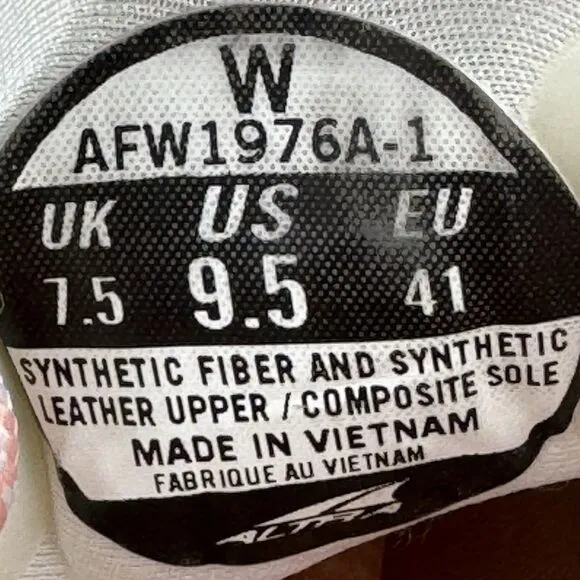 W
AFW1976A-1
UK US EU
7.5 9.5 41
SYNTHETIC FIBER AND SYNTHETIC
LEATHER UPPER / COMPOSITE SOLE
MADE IN VIETNAM
FABRIQUE AU VIETNAM
ALTRA